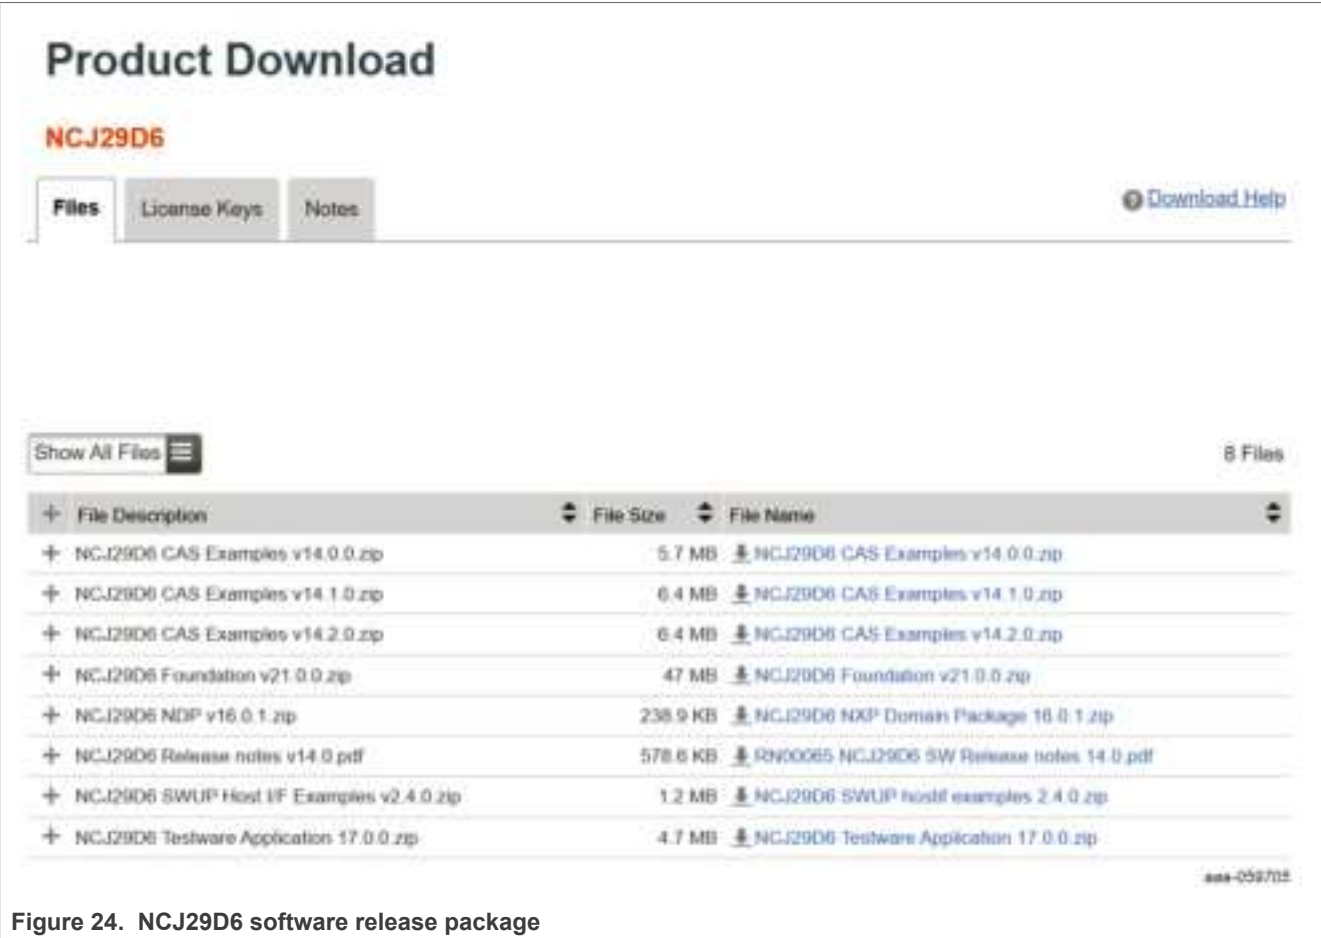 Product Download
NCJ29D6
Files License Keys Notes Download Help
Show All Files 8 Files
File Description File Size File Name
NCJ29D6 CAS Examples v14.0.0.zip 5.7 MB NCJ29D6 CAS Examples v14.0.0.zip
NCJ29D6 CAS Examples v14.1.0.zip 6.4 MB NCJ29D6 CAS Examples v14.1.0.zip
NCJ29D6 CAS Examples v14.2.0.zip 6.4 MB NCJ29D6 CAS Examples v14.2.0.zip
NCJ29D6 Foundation v21.0.0.zip 47 MB NCJ29D6 Foundation v21.0.0.zip
NCJ29D6 NDP v16.0.1.zip 238.9 KB NCJ29D6 NXP Domain Package 16.0.1.zip
NCJ29D6 Release notes v14.0.pdf 578.6 KB RN00065 NCJ29D6 SW Release notes 14.0.pdf
NCJ29D6 SWUP Host I/F Examples v2.4.0.zip 1.2 MB NCJ29D6 SWUP hostif examples 2.4.0.zip
NCJ29D6 Testware Application 17.0.0.zip 4.7 MB NCJ29D6 Testware Application 17.0.0.zip
aaa-059705
Figure 24. NCJ29D6 software release package